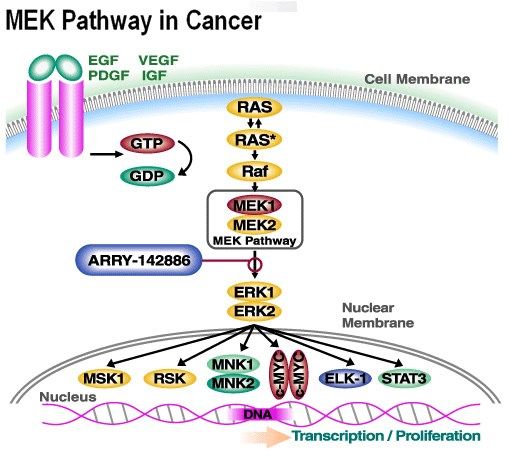 MEK Pathway in Cancer
EGF VEGF
PDGF IGF
Cell Membrane
RAS
RAS*
GTP
GDP
Raf
MEK1
MEK2
MEK Pathway
ARRY-142886
ERK1
ERK2
Nuclear
Membrane
MSK1
RSK
MNK1
MNK2
c-MYC
c-MYC
ELK-1
STAT3
Nucleus
DNA
Transcription / Proliferation